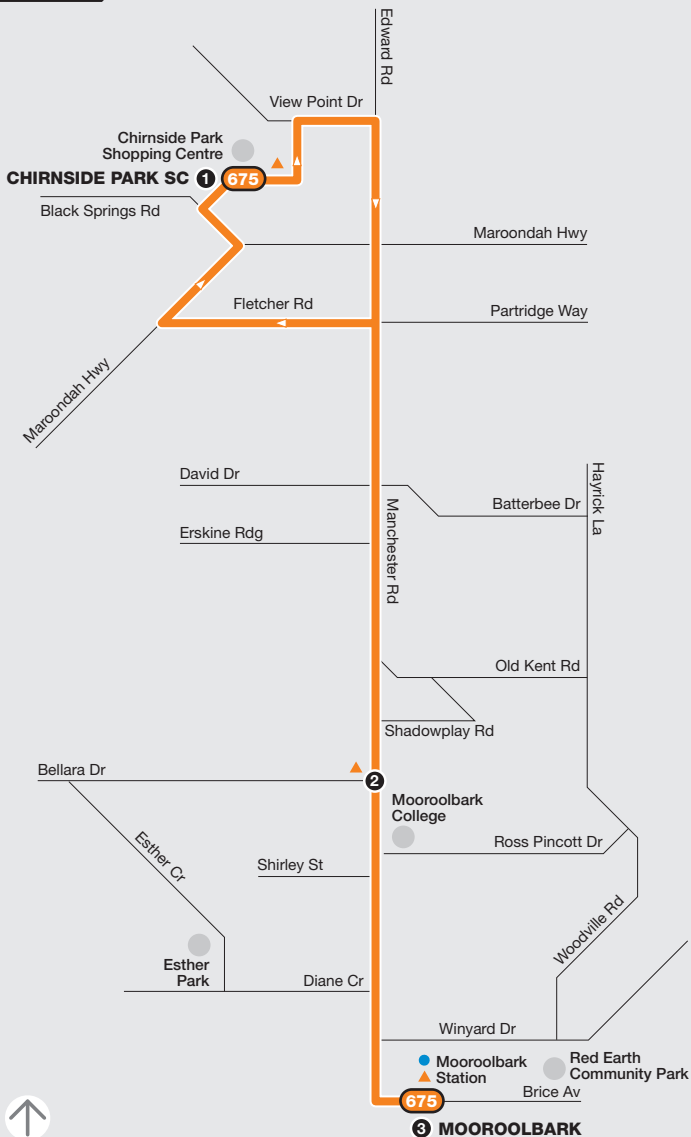 Edward Rd
View Point Dr
Chirnside Park
Shopping Centre
CHIRNSIDE PARK SC 1 675
Black Springs Rd
Maroondah Hwy
Fletcher Rd
Partridge Way
Maroondah Hwy
David Dr
Hayrick La
Batterbee Dr
Manchester Rd
Erskine Rdg
Old Kent Rd
Shadowplay Rd
Bellara Dr
2
Mooroolbark
College
Esther Cr
Ross Pincott Dr
Shirley St
Woodville Rd
Esther
Park
Diane Cr
Winyard Dr
Mooroolbark
Station
Red Earth
Community Park
675
Brice Av
3 MOOROOLBARK